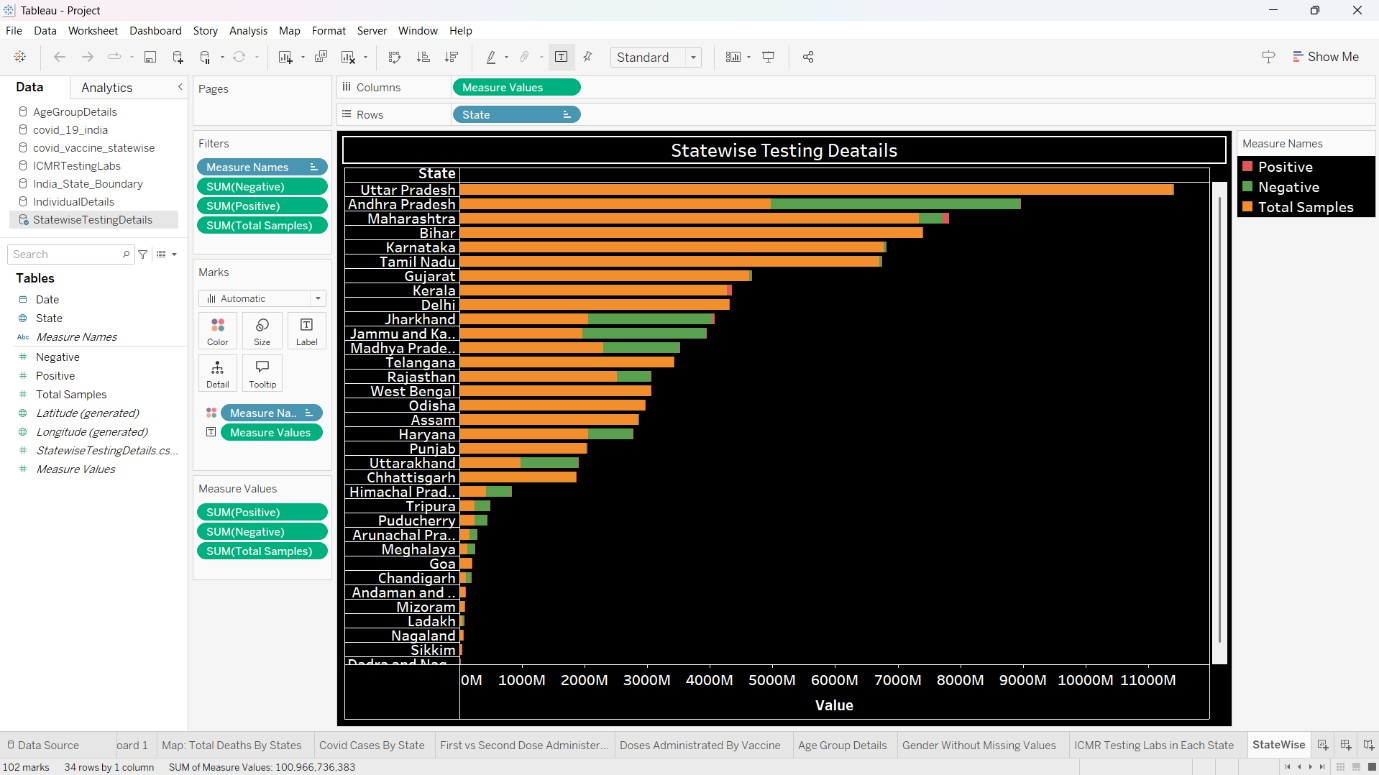 Tableau - Project
File Data Worksheet Dashboard Story Analysis Map Format Server Window Help
Standard
Show Me
Data Analytics
AgeGroupDetails
covid_19_india
covid_vaccine_statewise
ICMRTestingLabs
India_State_Boundary
IndividualDetails
StatewiseTestingDetails
Search
Tables
Date
State
Abc Measure Names
Negative
Positive
Total Samples
Latitude (generated)
Longitude (generated)
StatewiseTestingDetails.cs...
Measure Values
Pages
Filters
Measure Names
SUM(Negative)
SUM(Positive)
SUM(Total Samples)
Marks
Automatic
Color Size Label
Detail Tooltip
Measure Na..
Measure Values
Measure Values
SUM(Positive)
SUM(Negative)
SUM(Total Samples)
Columns Measure Values
Rows State
Statewise Testing Deatails
State
Uttar Pradesh
Andhra Pradesh
Maharashtra
Bihar
Karnataka
Tamil Nadu
Gujarat
Kerala
Delhi
Jharkhand
Jammu and Ka..
Madhya Prade..
Telangana
Rajasthan
West Bengal
Odisha
Assam
Haryana
Punjab
Uttarakhand
Chhattisgarh
Himachal Prad..
Tripura
Puducherry
Arunachal Pra..
Meghalaya
Goa
Chandigarh
Andaman and ..
Mizoram
Ladakh
Nagaland
Sikkim
Dadra and Nag..
0M 1000M 2000M 3000M 4000M 5000M 6000M 7000M 8000M 9000M 10000M 11000M
Value
Measure Names
Positive
Negative
Total Samples
Data Source oard 1 Map: Total Deaths By States Covid Cases By State First vs Second Dose Administer... Doses Administrated By Vaccine Age Group Details Gender Without Missing Values ICMR Testing Labs in Each State StateWise
102 marks 34 rows by 1 column SUM of Measure Values: 100,966,736,383